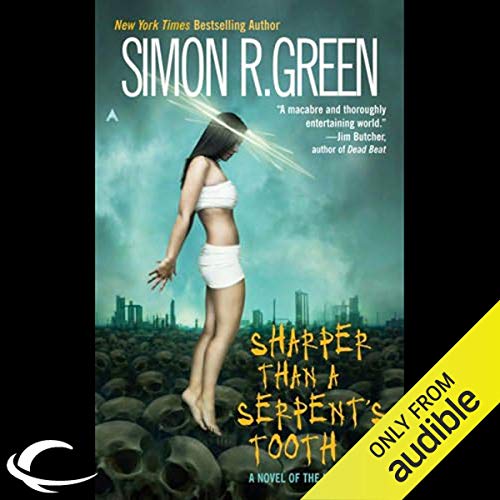 New York Times Bestselling Author
SIMON R. GREEN
"A macabre and thoroughly
entertaining world."
—Jim Butcher,
author of Dead Beat
SHARPER
THAN A
SERPENT'S
TOOTH
A NOVEL OF THE
ONLY FROM
audible